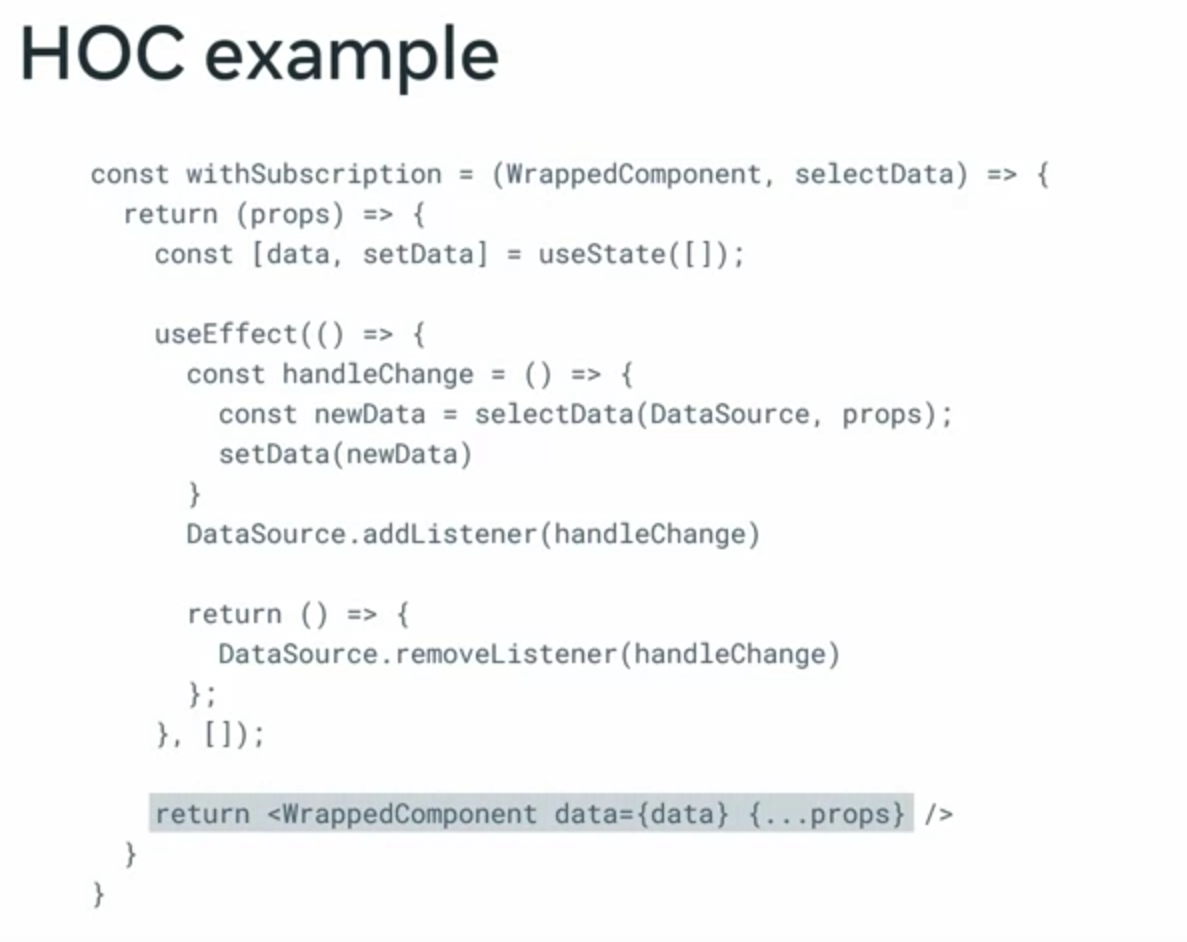 HOC example
const withSubscription = (WrappedComponent, selectData) => {
return (props) => {
const [data, setData] = useState([]);
useEffect(() => {
const handleChange = () => {
const newData = selectData(DataSource, props);
setData(newData)
}
DataSource.addListener(handleChange)
return () => {
DataSource.removeListener(handleChange)
};
}, []);
return <WrappedComponent data={data} {...props} />
}
}